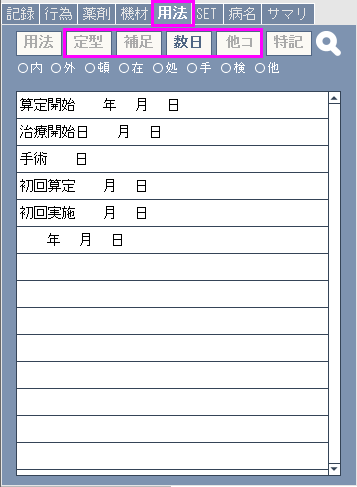 記録 行為 薬剤 機材 用法 SET 病名 サマリ
用法 定型 補足 数日 他コ 特記
○内 ○外 ○頓 ○在 ○処 ○手 ○検 ○他
算定開始　　年　月　日
治療開始日　　月　日
手術　　日
初回算定　　月　日
初回実施　　月　日
　　年　月　日